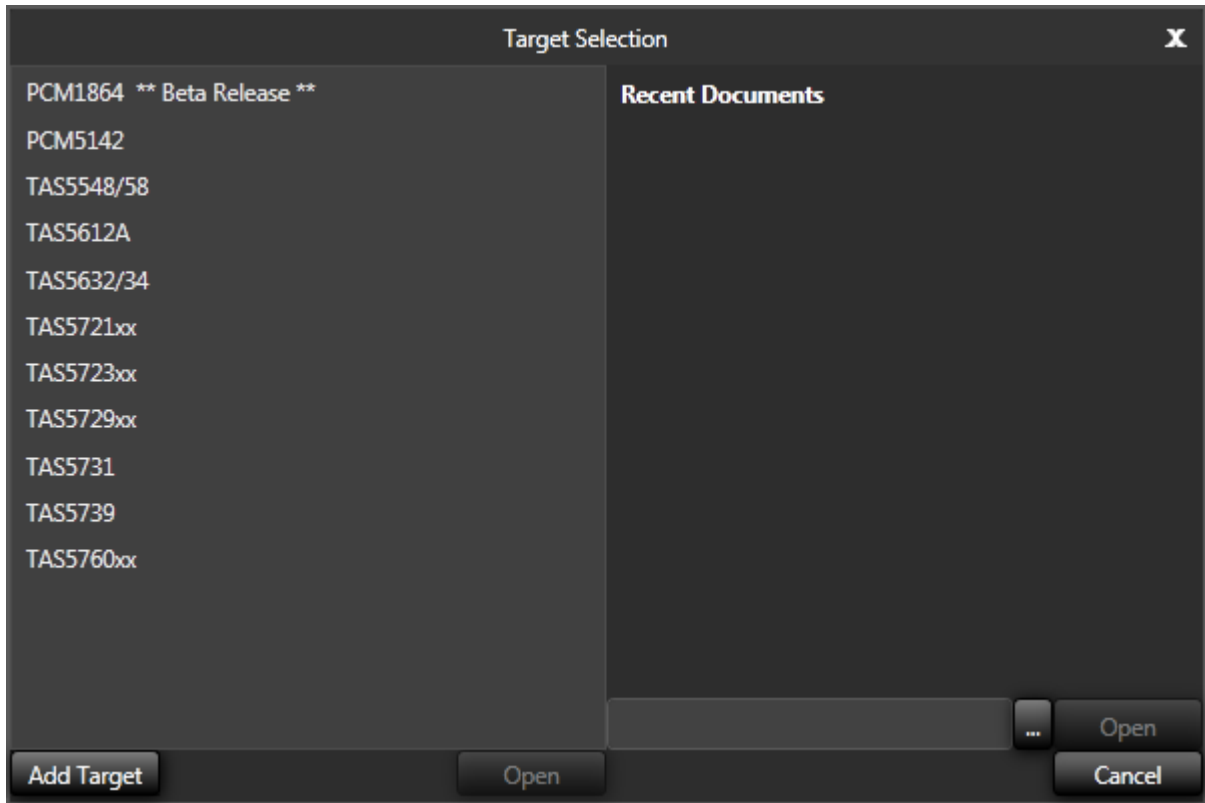 Target Selection X
PCM1864 ** Beta Release **
PCM5142
TAS5548/58
TAS5612A
TAS5632/34
TAS5721xx
TAS5723xx
TAS5729xx
TAS5731
TAS5739
TAS5760xx
Recent Documents
... Open
Add Target Open Cancel